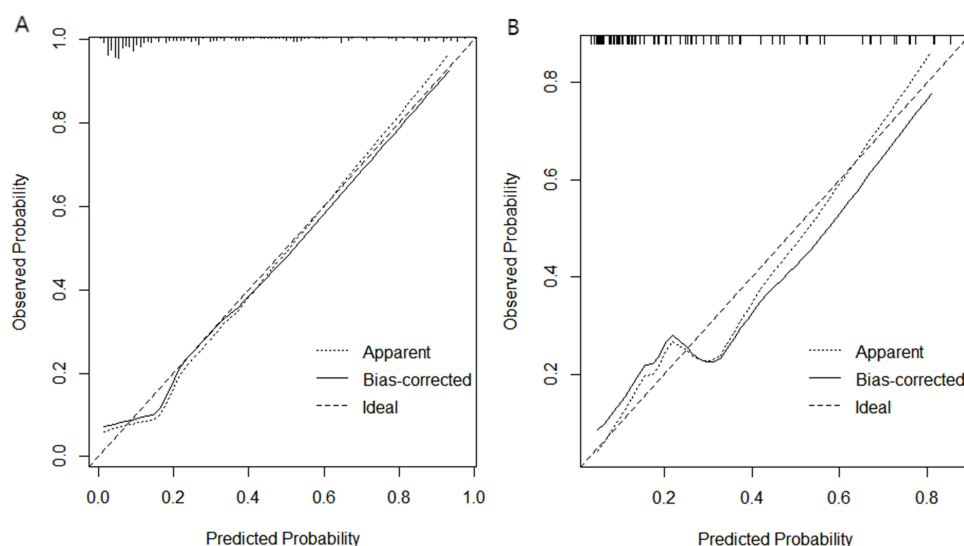 A
1.0
0.8
0.6
0.4
0.2
0.0
Observed Probability
Apparent
Bias-corrected
Ideal
0.0 0.2 0.4 0.6 0.8 1.0
Predicted Probability
B
0.8
0.6
0.4
0.2
Observed Probability
Apparent
Bias-corrected
Ideal
0.2 0.4 0.6 0.8
Predicted Probability